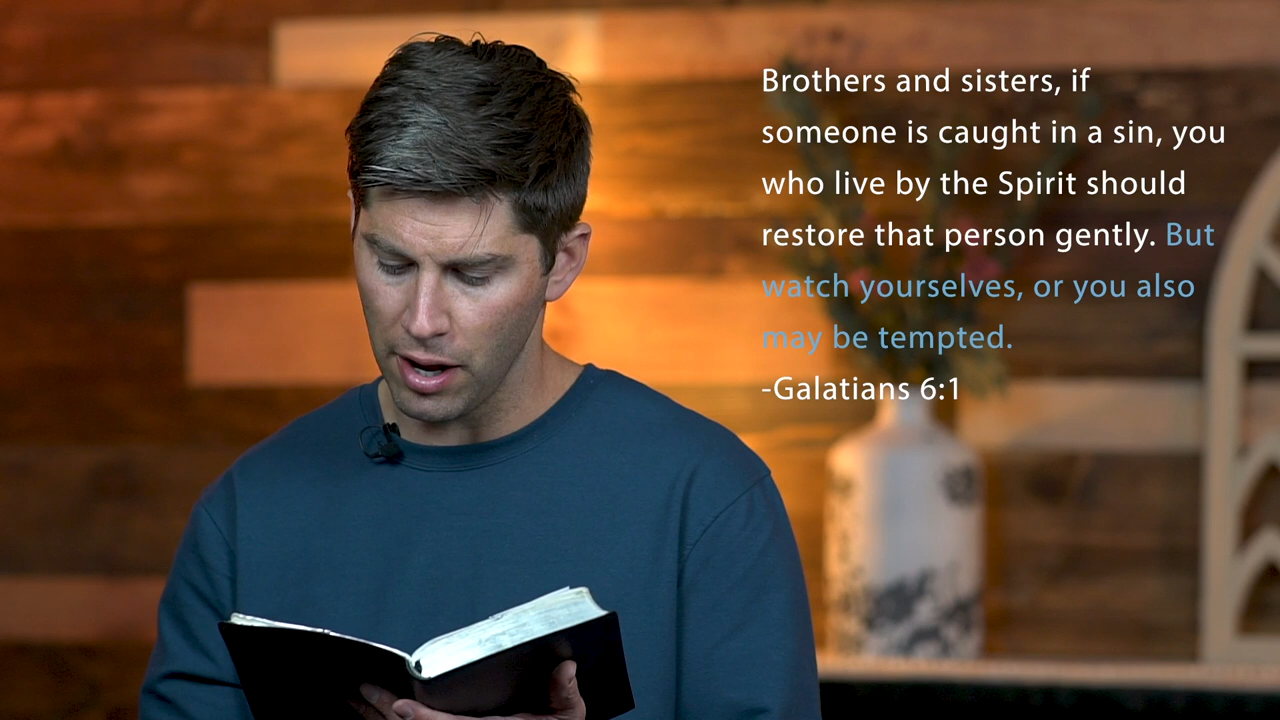 Brothers and sisters, if
someone is caught in a sin, you
who live by the Spirit should
restore that person gently. But
watch yourselves, or you also
may be tempted.
-Galatians 6:1